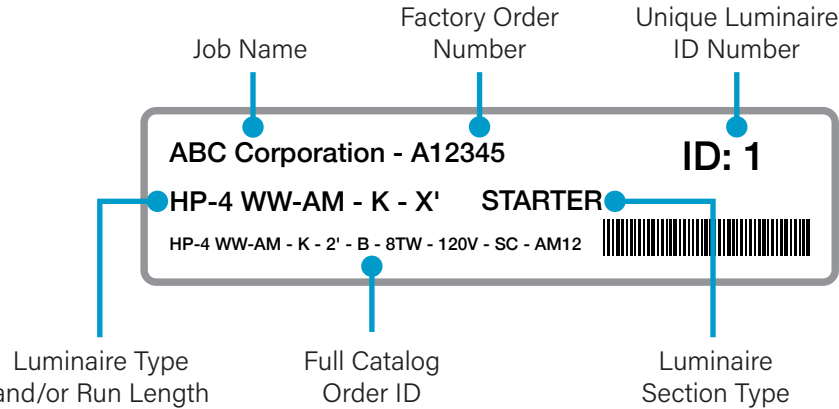 Factory Order
Number
Unique Luminaire
ID Number
Job Name
ABC Corporation - A12345
ID: 1
HP-4 WW-AM - K - X' STARTER
HP-4 WW-AM - K - 2' - B - 8TW - 120V - SC - AM12
Luminaire Type
and/or Run Length
Full Catalog
Order ID
Luminaire
Section Type